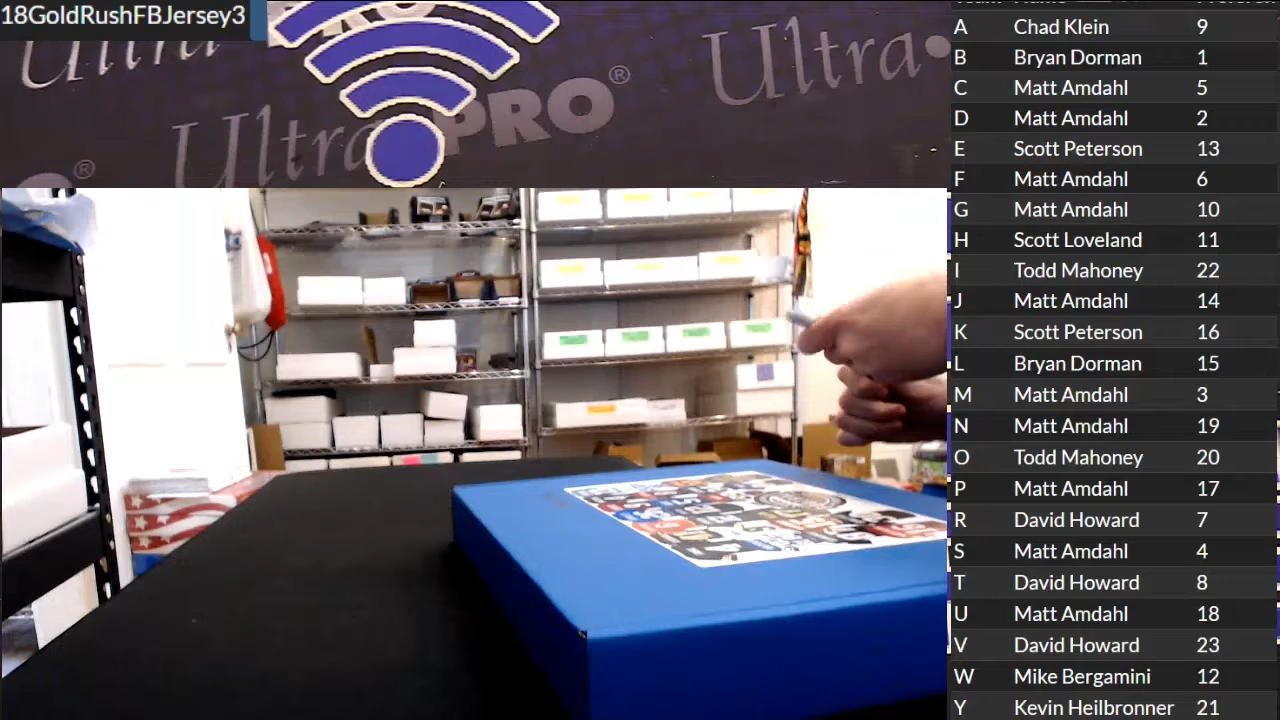 18GoldRushFBJersey3
Ultra PRO
Ultra
Ultra PRO ®
®
A Chad Klein 9
B Bryan Dorman 1
C Matt Amdahl 5
D Matt Amdahl 2
E Scott Peterson 13
F Matt Amdahl 6
G Matt Amdahl 10
H Scott Loveland 11
I Todd Mahoney 22
J Matt Amdahl 14
K Scott Peterson 16
L Bryan Dorman 15
M Matt Amdahl 3
N Matt Amdahl 19
O Todd Mahoney 20
P Matt Amdahl 17
R David Howard 7
S Matt Amdahl 4
T David Howard 8
U Matt Amdahl 18
V David Howard 23
W Mike Bergamini 12
Y Kevin Heilbronner 21